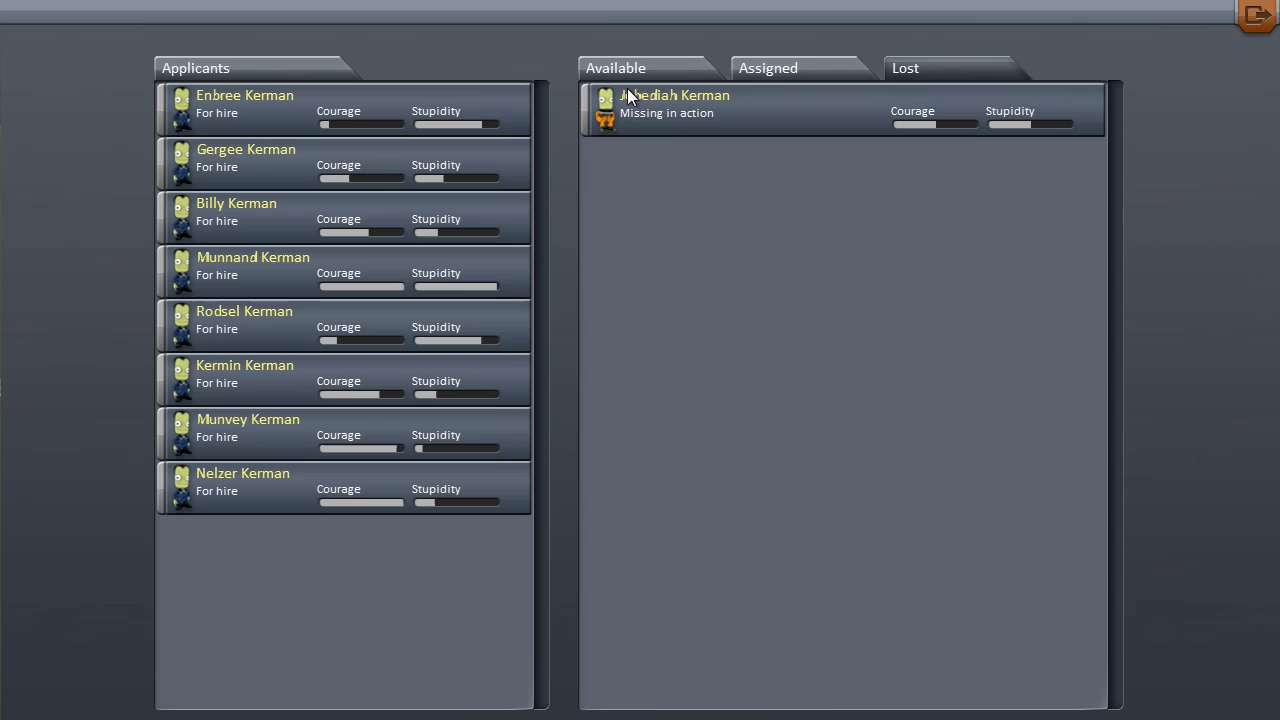 Applicants
Enbree Kerman
For hire
Courage
Stupidity
Gergee Kerman
For hire
Courage
Stupidity
Billy Kerman
For hire
Courage
Stupidity
Munnand Kerman
For hire
Courage
Stupidity
Rodsel Kerman
For hire
Courage
Stupidity
Kermin Kerman
For hire
Courage
Stupidity
Munvey Kerman
For hire
Courage
Stupidity
Nelzer Kerman
For hire
Courage
Stupidity
Available
Assigned
Lost
Jebediah Kerman
Missing in action
Courage
Stupidity